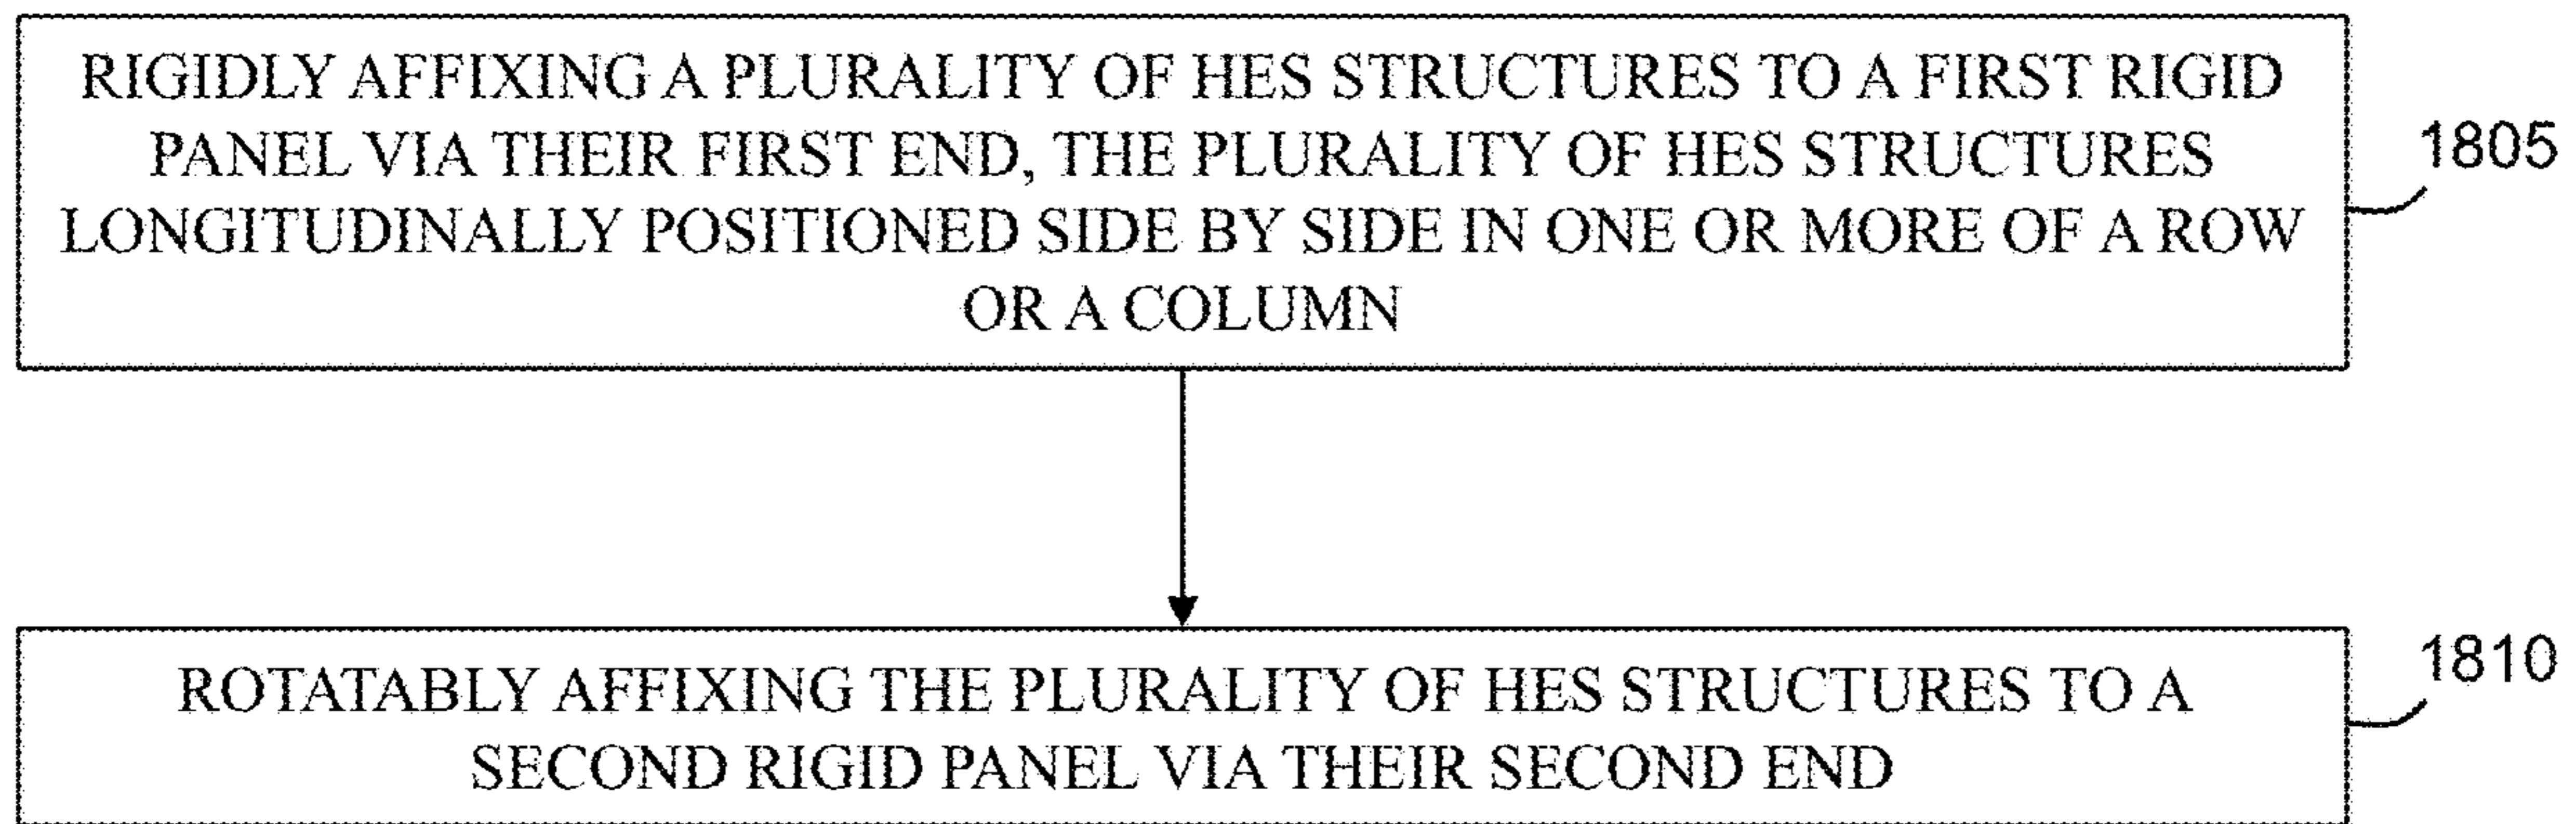 RIGIDLY AFFIXING A PLURALITY OF HES STRUCTURES TO A FIRST RIGID
PANEL VIA THEIR FIRST END, THE PLURALITY OF HES STRUCTURES
LONGITUDINALLY POSITIONED SIDE BY SIDE IN ONE OR MORE OF A ROW
OR A COLUMN
1805
ROTATABLY AFFIXING THE PLURALITY OF HES STRUCTURES TO A
SECOND RIGID PANEL VIA THEIR SECOND END
1810